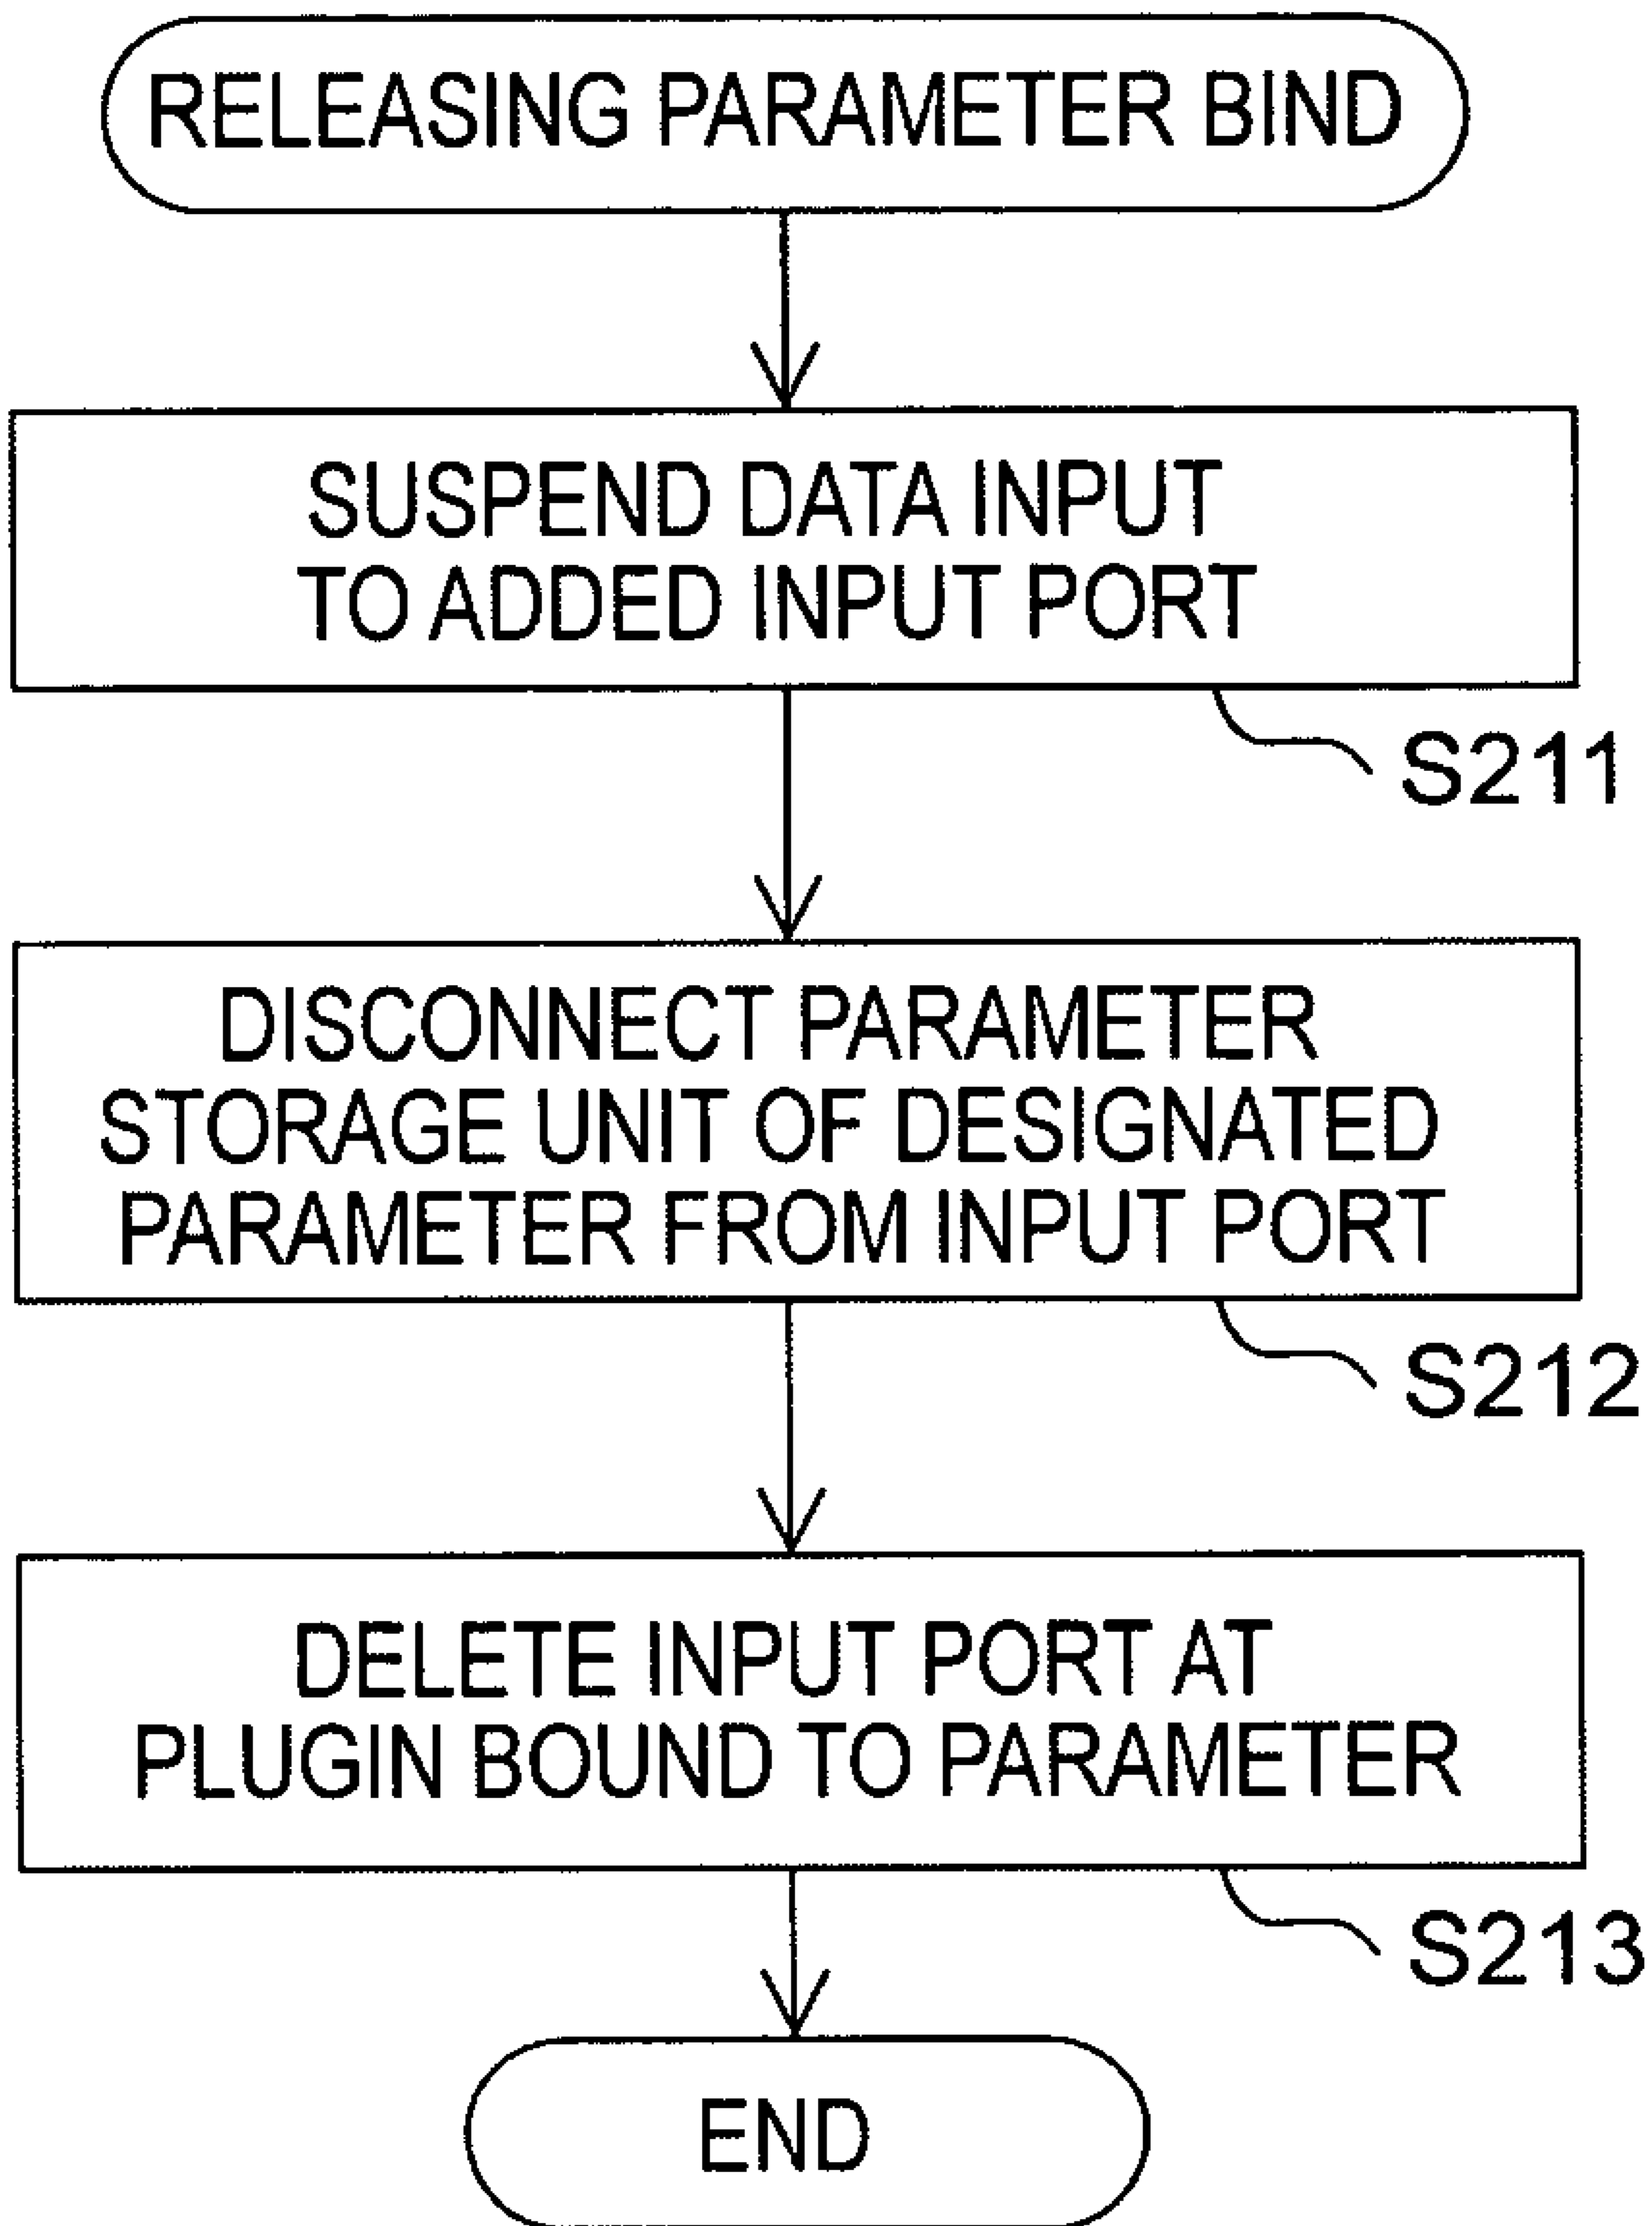 RELEASING PARAMETER BIND
SUSPEND DATA INPUT
TO ADDED INPUT PORT
S211
DISCONNECT PARAMETER
STORAGE UNIT OF DESIGNATED
PARAMETER FROM INPUT PORT
S212
DELETE INPUT PORT AT
PLUGIN BOUND TO PARAMETER
S213
END